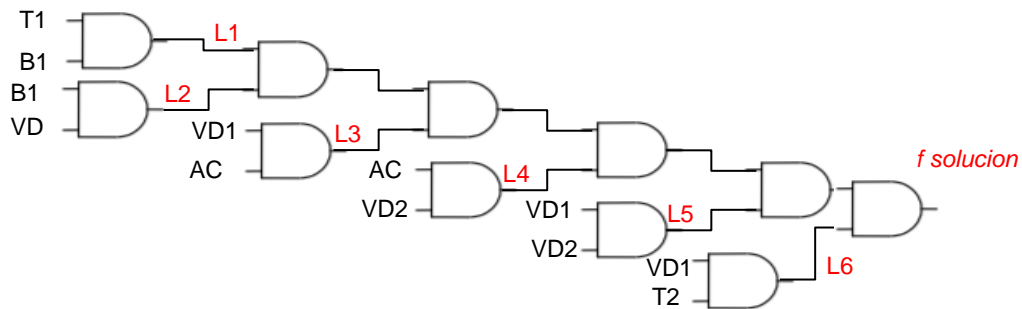 T1
L1
B1
B1
L2
VD
VD1
L3
AC
AC
L4
VD2
f solucion
VD1
L5
VD2
VD1
L6
T2